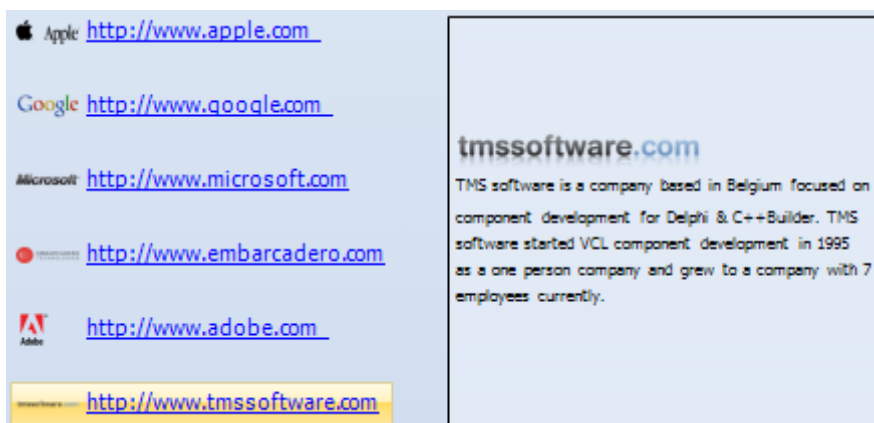 Apple http://www.apple.com
Google http://www.google.com
Microsoft http://www.microsoft.com
http://www.embarcadero.com
Adobe http://www.adobe.com
http://www.tmssoftware.com
tmssoftware.com
TMS software is a company based in Belgium focused on
component development for Delphi & C++Builder. TMS
software started VCL component development in 1995
as a one person company and grew to a company with 7
employees currently.